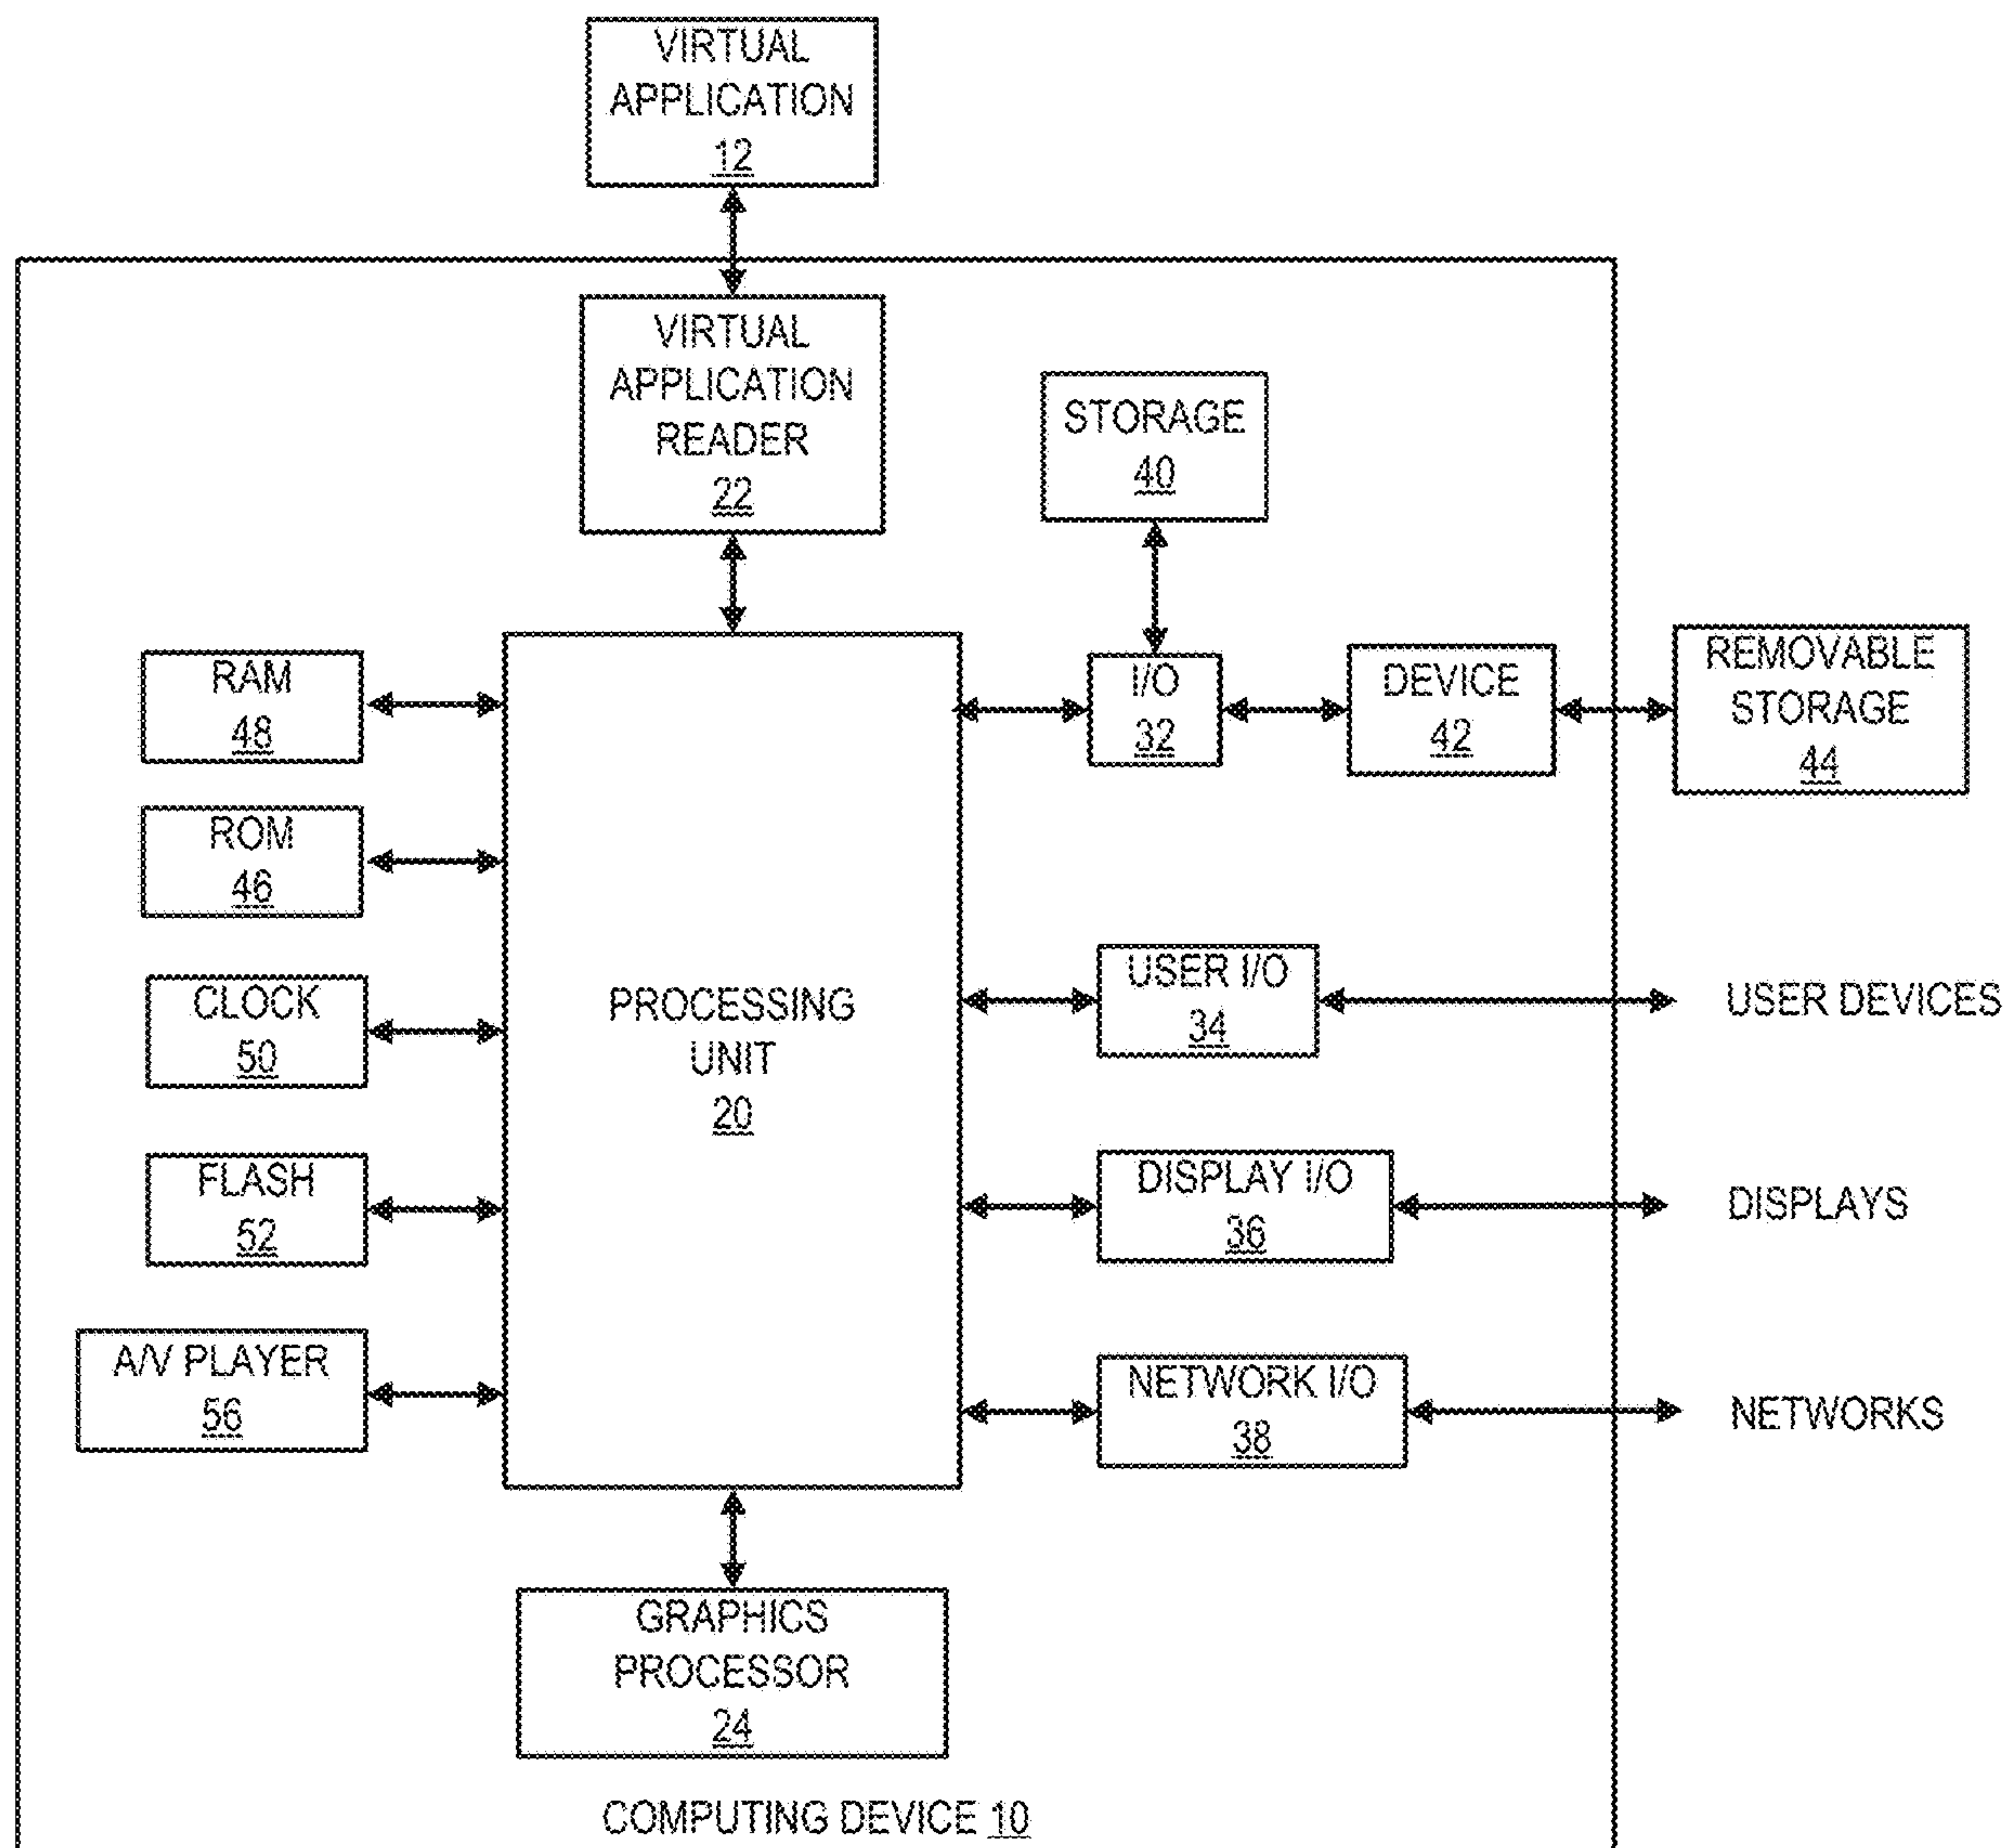 VIRTUAL
APPLICATION
12
VIRTUAL
APPLICATION
READER
22
STORAGE
40
RAM
48
I/O
32
DEVICE
42
REMOVABLE
STORAGE
44
ROM
46
PROCESSING
UNIT
20
CLOCK
50
USER I/O
34
USER DEVICES
FLASH
52
DISPLAY I/O
36
DISPLAYS
A/V PLAYER
56
NETWORK I/O
38
NETWORKS
GRAPHICS
PROCESSOR
24
COMPUTING DEVICE 10